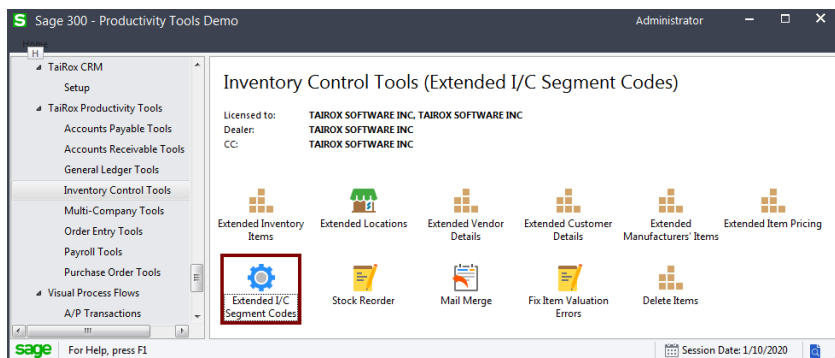 S Sage 300 - Productivity Tools Demo
Administrator
Home
H
TaiRox CRM
Setup
TaiRox Productivity Tools
Accounts Payable Tools
Accounts Receivable Tools
General Ledger Tools
Inventory Control Tools
Multi-Company Tools
Order Entry Tools
Payroll Tools
Purchase Order Tools
Visual Process Flows
A/P Transactions
Inventory Control Tools (Extended I/C Segment Codes)
Licensed to: TAIROX SOFTWARE INC, TAIROX SOFTWARE INC
Dealer: TAIROX SOFTWARE INC
CC: TAIROX SOFTWARE INC
Extended Inventory
Items
Extended Locations
Extended Vendor
Details
Extended Customer
Details
Extended
Manufacturers' Items
Extended Item Pricing
Extended I/C
Segment Codes
Stock Reorder
Mail Merge
Fix Item Valuation
Errors
Delete Items
sage
For Help, press F1
Session Date: 1/10/2020